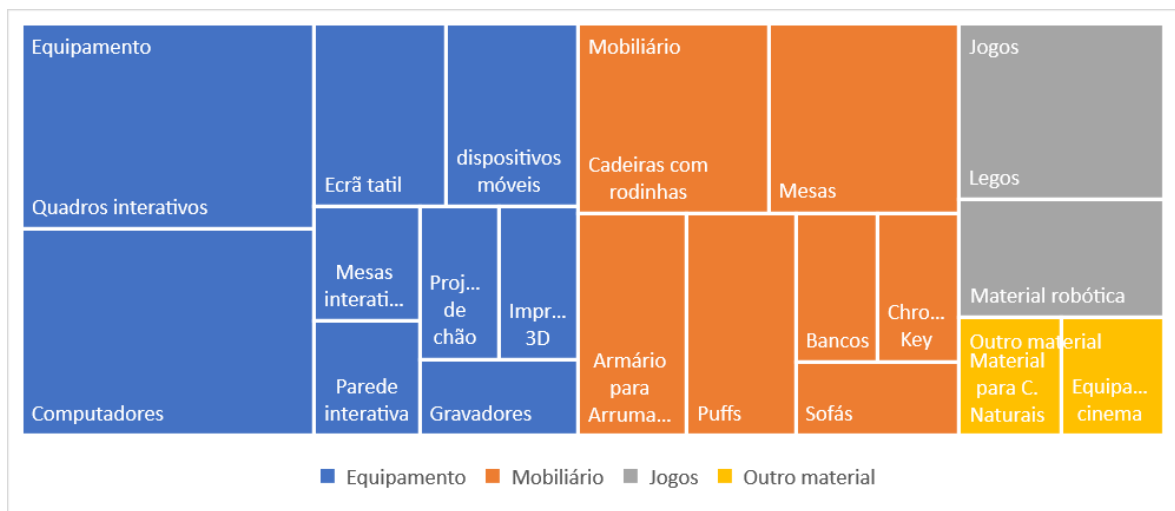 Equipamento
Quadros interativos
Computadores
Ecrã tatil
dispositivos
móveis
Mesas
interati...
Parede
interativa
Proj...
de
chão
Impr...
3D
Gravadores
Mobiliário
Cadeiras com
rodinhas
Mesas
Armário
para
Arruma...
Puffs
Bancos
Chro...
Key
Sofás
Jogos
Legos
Material robótica
Outro material
Material
para C.
Naturais
Equipa...
cinema
Equipamento
Mobiliário
Jogos
Outro material